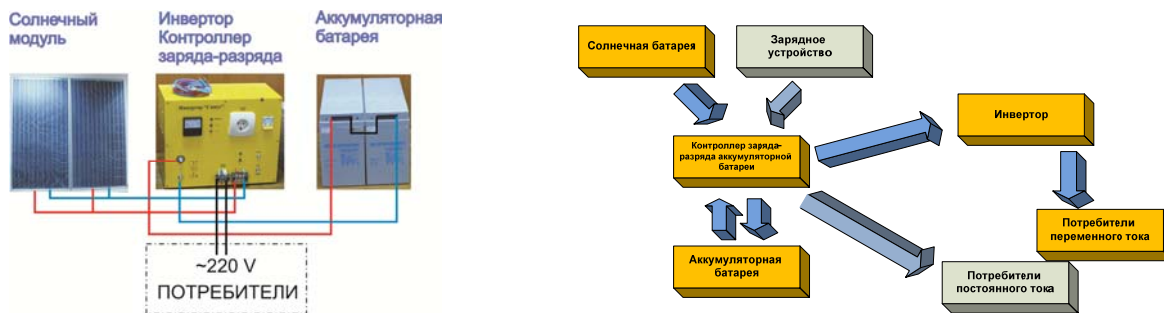 Солнечный
модуль
Инвертор
Контроллер
заряда-разряда
Аккумуляторная
батарея
~220 V
ПОТРЕБИТЕЛИ
Солнечная батарея
Зарядное
устройство
Контроллер заряда-
разряда аккумуляторной
батареи
Инвертор
Аккумуляторная
батарея
Потребители
переменного тока
Потребители
постоянного тока